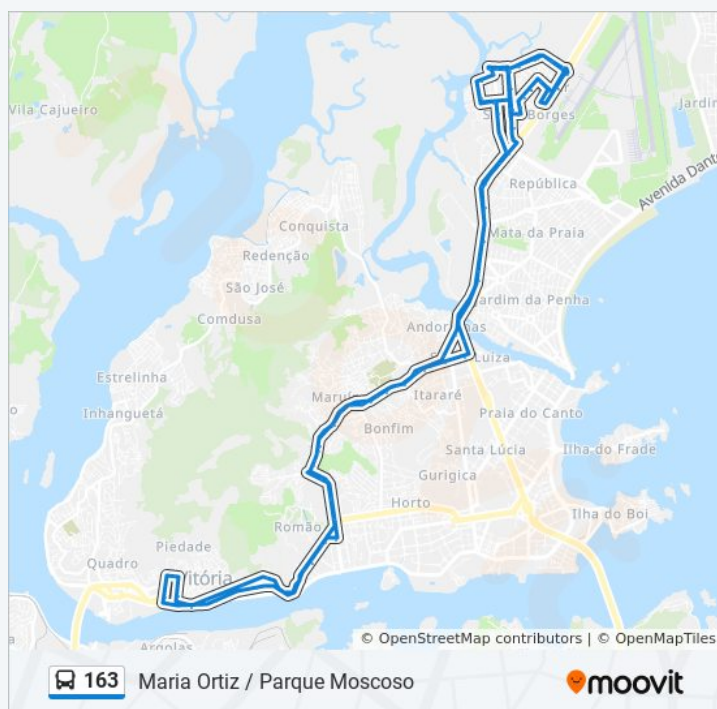 Vila Cajueiro
Jardim
Borges
República
Avenida Dant
Conquista
Mata da Praia
Redenção
São José
Jardim da Penha
Comdusa
Andorinhas
Luíza
Estrelinha
Maruí
Itararé
Praia do Canto
Inhanguetá
Bonfim
Ilha do Frade
Santa Lúcia
Gurigica
Horto
Ilha do Boi
Romão
Piedade
Quadro
Vitória
Argolas
© OpenStreetMap contributors | © OpenMapTiles
163 Maria Ortiz / Parque Moscoso
moovit